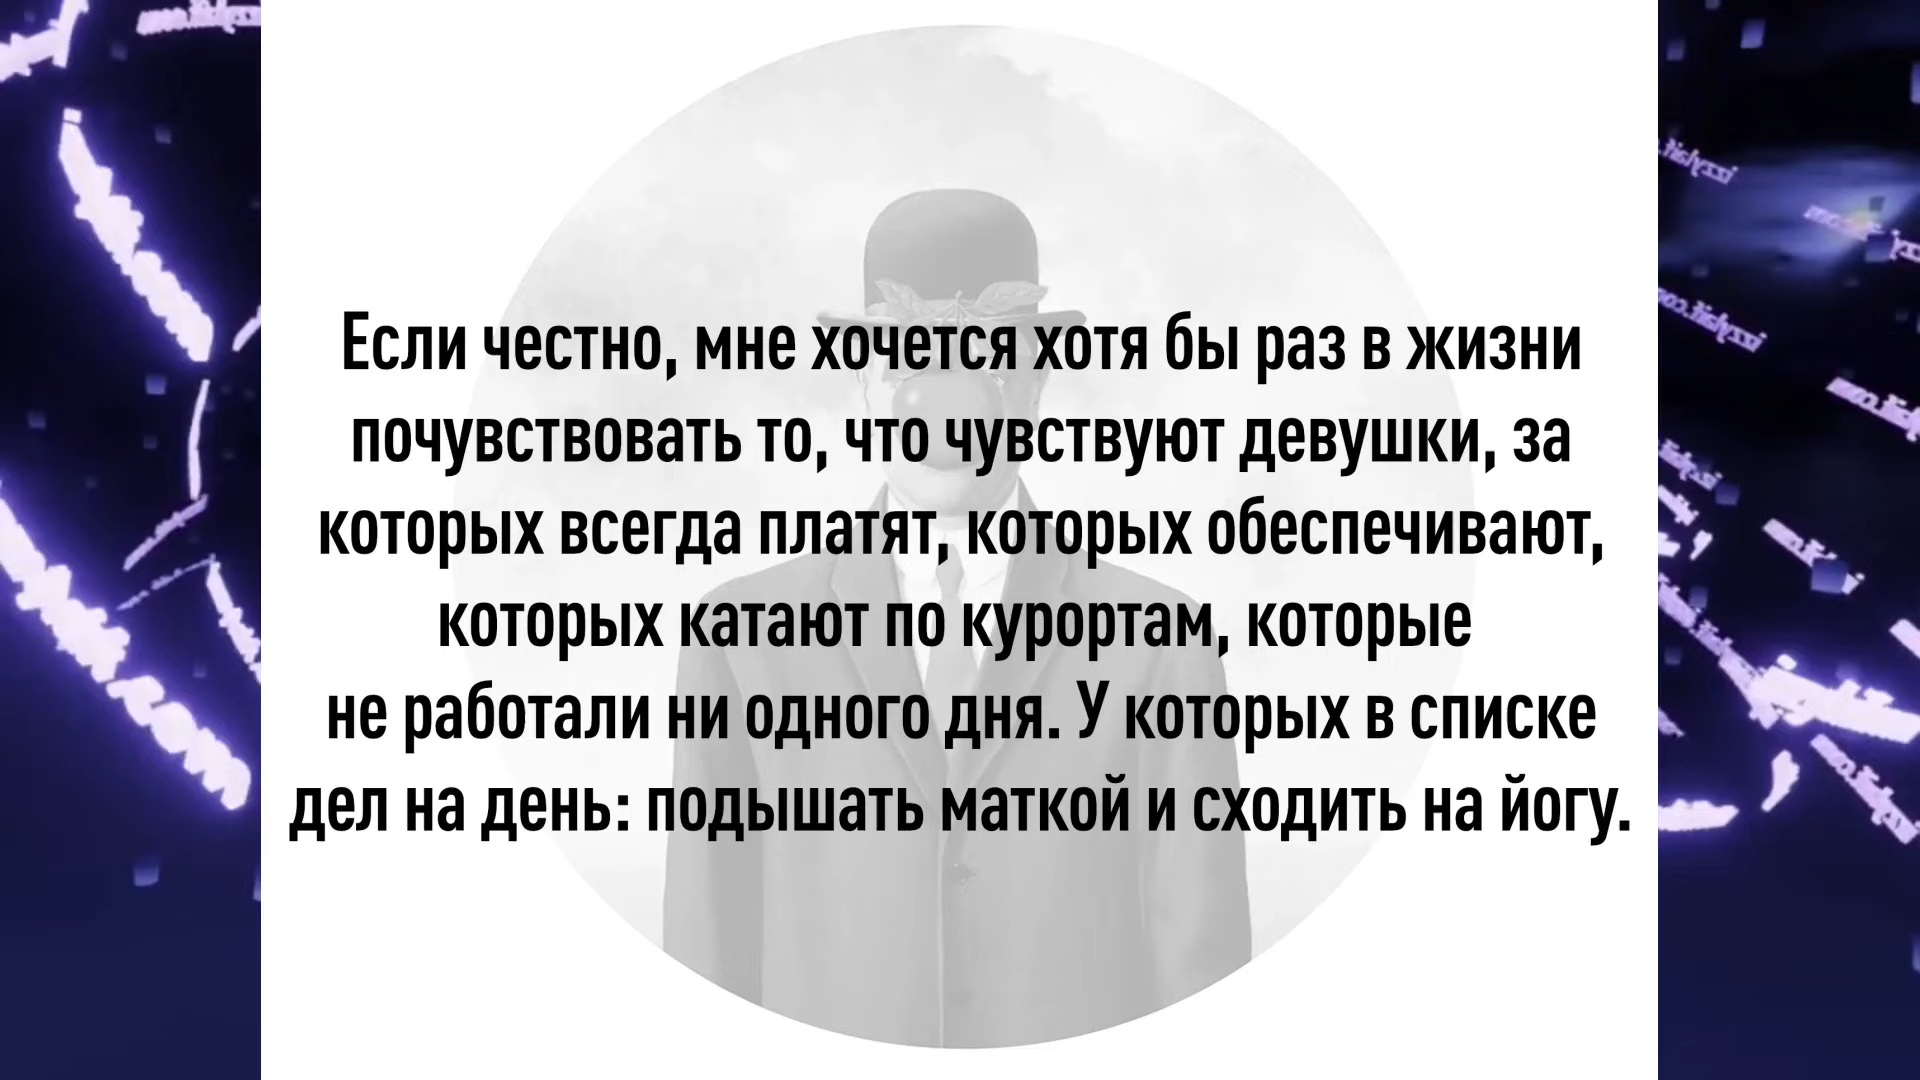 Если честно, мне хочется хотя бы раз в жизни
почувствовать то, что чувствуют девушки, за
которых всегда платят, которых обеспечивают,
которых катают по курортам, которые
не работали ни одного дня. У которых в списке
дел на день: подышать маткой и сходить на йогу.